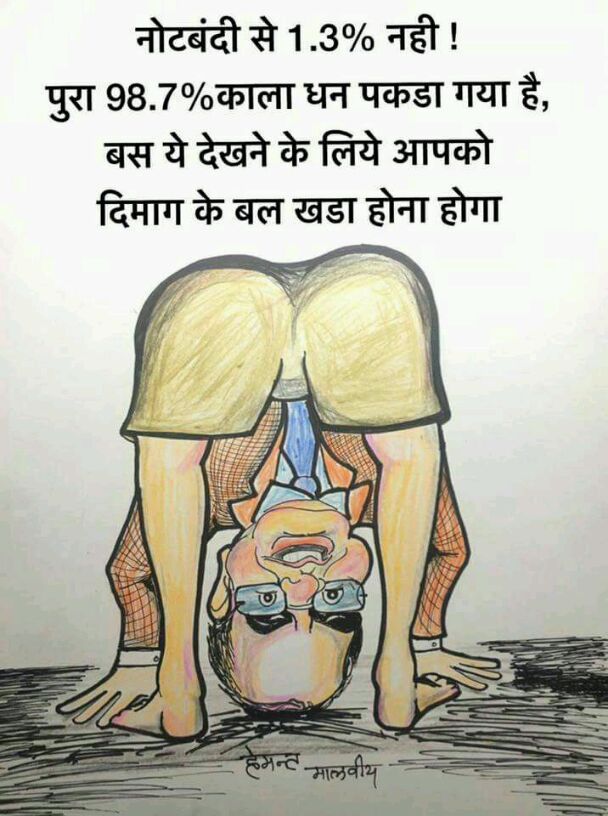 नोटबंदी से 1.3% नही !
पुरा 98.7%काला धन पकडा गया है,
बस ये देखने के लिये आपको
दिमाग के बल खडा होना होगा
हेमन्त मालवीय